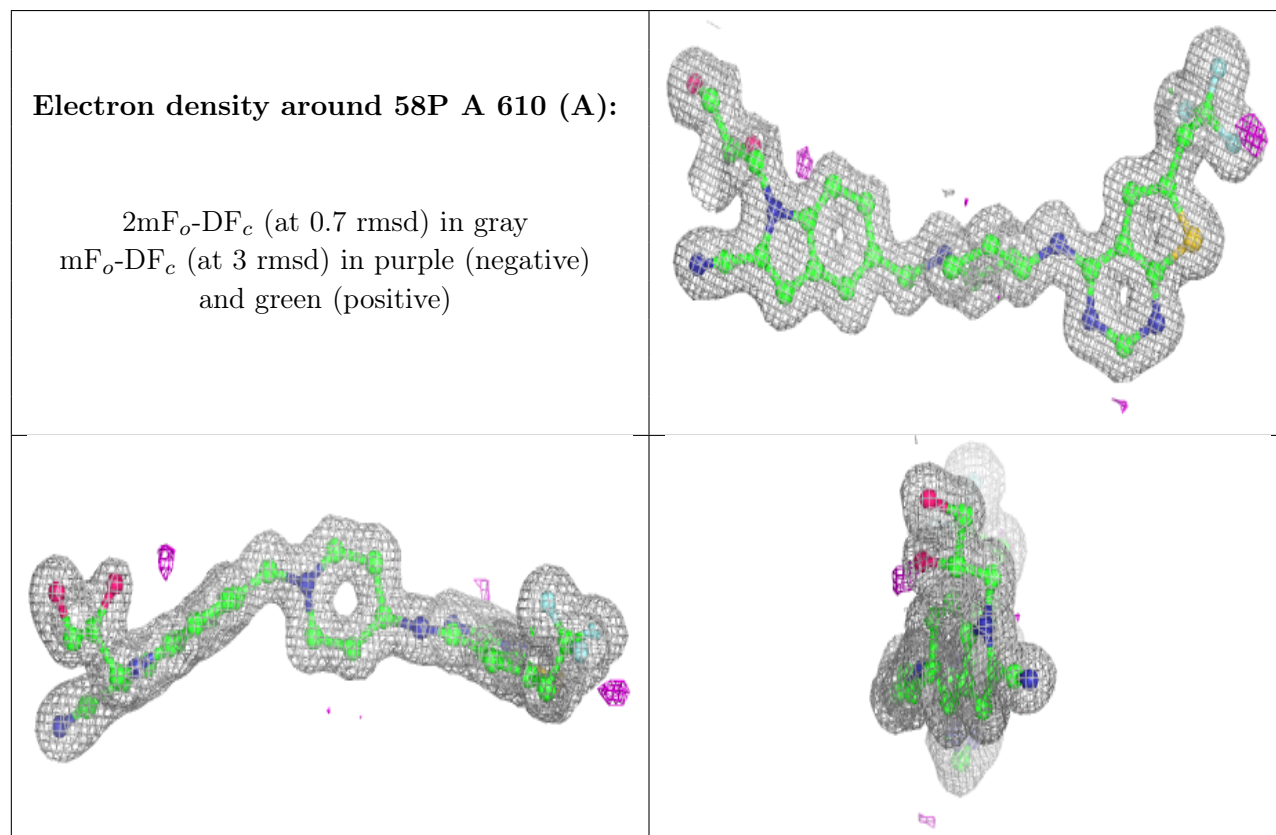 Electron density around 58P A 610 (A):
2mFo-DFc (at 0.7 rmsd) in gray
mFo-DFc (at 3 rmsd) in purple (negative)
and green (positive)